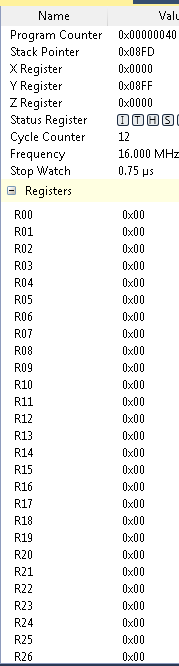 Name Valu
Program Counter 0x00000040
Stack Pointer 0x08FD
X Register 0x0000
Y Register 0x08FF
Z Register 0x0000
Status Register I T H S
Cycle Counter 12
Frequency 16.000 MHz
Stop Watch 0.75 µs
Registers
R00 0x00
R01 0x00
R02 0x00
R03 0x00
R04 0x00
R05 0x00
R06 0x00
R07 0x00
R08 0x00
R09 0x00
R10 0x00
R11 0x00
R12 0x00
R13 0x00
R14 0x00
R15 0x00
R16 0x00
R17 0x00
R18 0x00
R19 0x00
R20 0x00
R21 0x00
R22 0x00
R23 0x00
R24 0x00
R25 0x00
R26 0x00